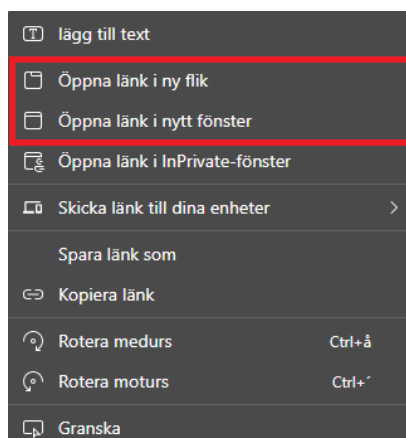 lägg till text
Öppna länk i ny flik
Öppna länk i nytt fönster
Öppna länk i InPrivate-fönster
Skicka länk till dina enheter
Spara länk som
Kopiera länk
Rotera medurs Ctrl+å
Rotera moturs Ctrl+´
Granska